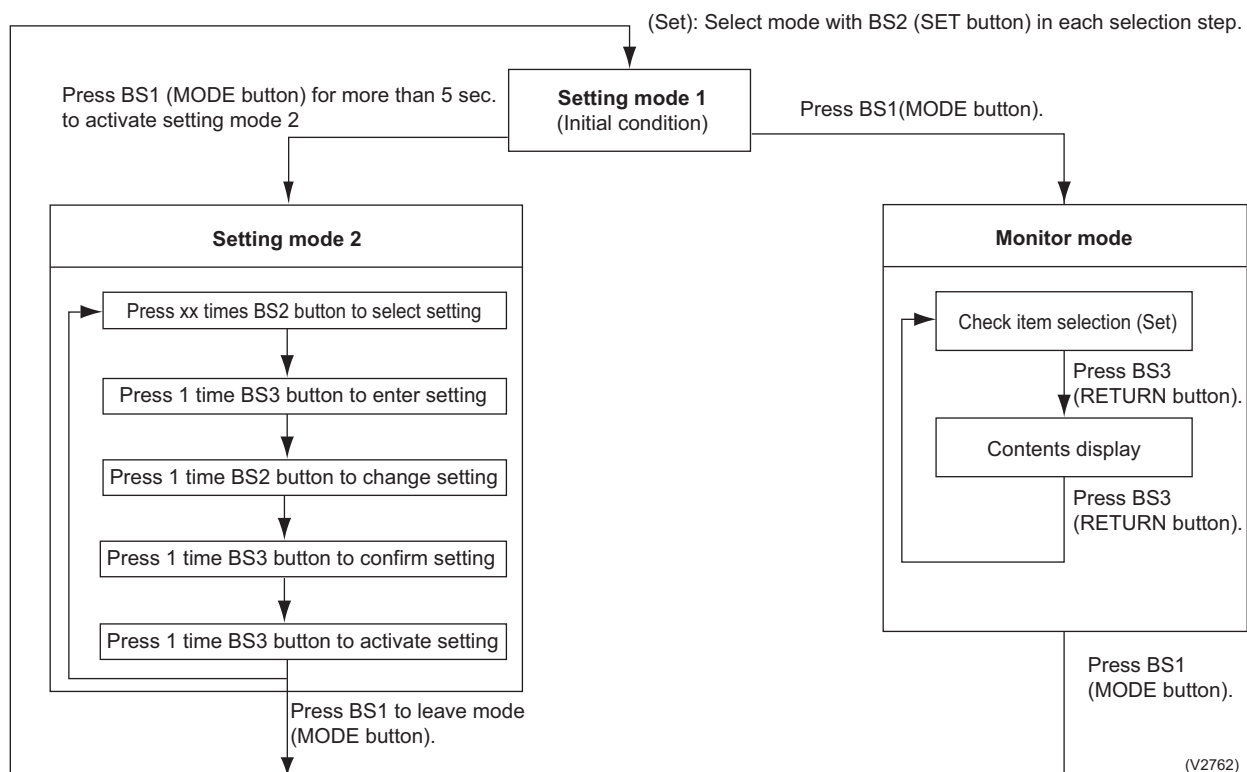 (Set): Select mode with BS2 (SET button) in each selection step.
Press BS1 (MODE button) for more than 5 sec.
to activate setting mode 2
Setting mode 1
(Initial condition)
Press BS1(MODE button).
Setting mode 2
Press xx times BS2 button to select setting
Press 1 time BS3 button to enter setting
Press 1 time BS2 button to change setting
Press 1 time BS3 button to confirm setting
Press 1 time BS3 button to activate setting
Press BS1 to leave mode
(MODE button).
Monitor mode
Check item selection (Set)
Press BS3
(RETURN button).
Contents display
Press BS3
(RETURN button).
Press BS1
(MODE button).
(V2762)